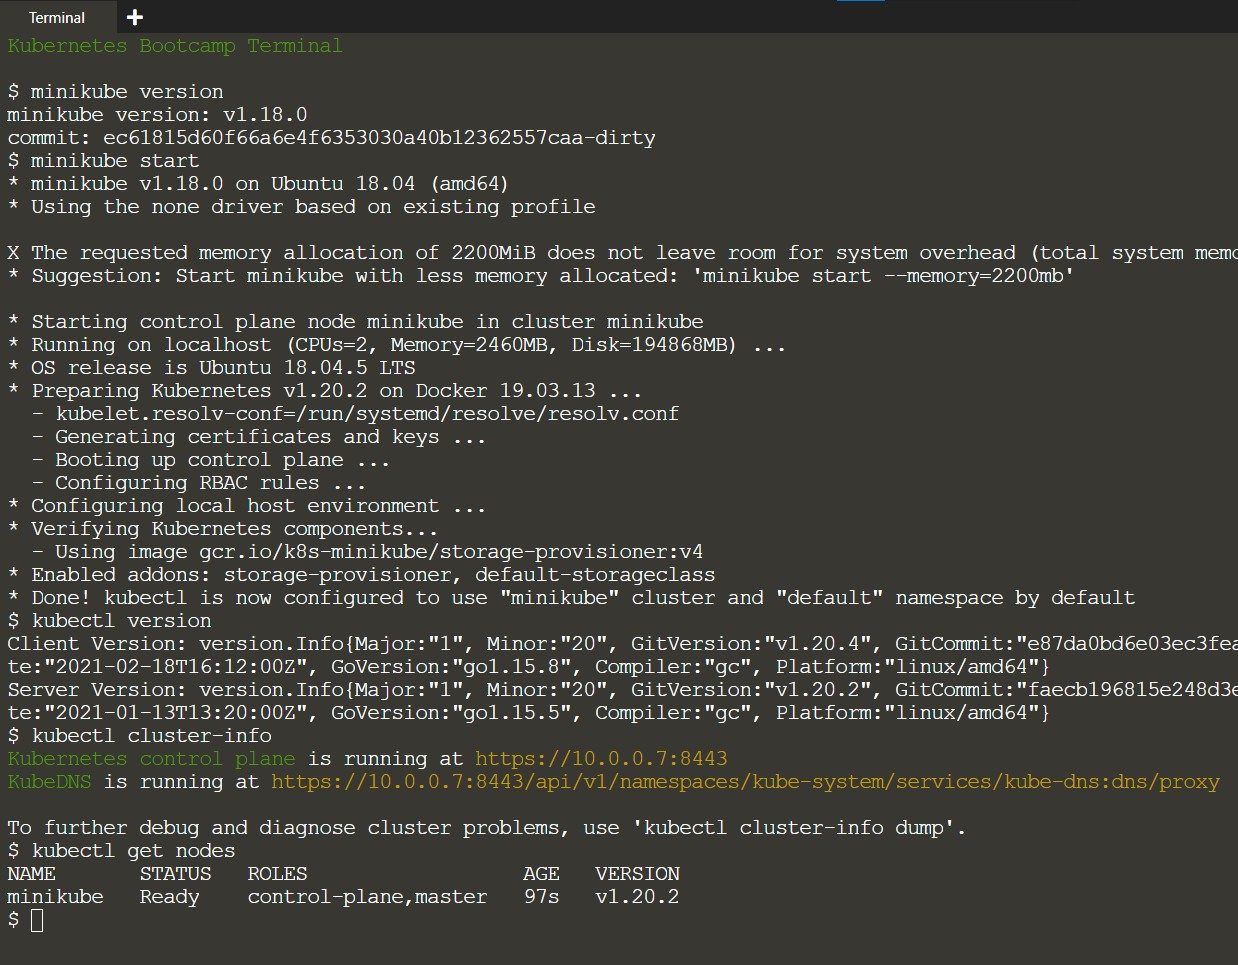 Terminal +
Kubernetes Bootcamp Terminal
$ minikube version
minikube version: v1.18.0
commit: ec61815d60f66a6e4f6353030a40b12362557caa-dirty
$ minikube start
* minikube v1.18.0 on Ubuntu 18.04 (amd64)
* Using the none driver based on existing profile
X The requested memory allocation of 2200MiB does not leave room for system overhead (total system memo
* Suggestion: Start minikube with less memory allocated: 'minikube start --memory=2200mb'
* Starting control plane node minikube in cluster minikube
* Running on localhost (CPUs=2, Memory=2460MB, Disk=194868MB) ...
* OS release is Ubuntu 18.04.5 LTS
* Preparing Kubernetes v1.20.2 on Docker 19.03.13 ...
  - kubelet.resolv-conf=/run/systemd/resolve/resolv.conf
  - Generating certificates and keys ...
  - Booting up control plane ...
  - Configuring RBAC rules ...
* Configuring local host environment ...
* Verifying Kubernetes components...
  - Using image gcr.io/k8s-minikube/storage-provisioner:v4
* Enabled addons: storage-provisioner, default-storageclass
* Done! kubectl is now configured to use "minikube" cluster and "default" namespace by default
$ kubectl version
Client Version: version.Info{Major:"1", Minor:"20", GitVersion:"v1.20.4", GitCommit:"e87da0bd6e03ec3fea
te:"2021-02-18T16:12:00Z", GoVersion:"go1.15.8", Compiler:"gc", Platform:"linux/amd64"}
Server Version: version.Info{Major:"1", Minor:"20", GitVersion:"v1.20.2", GitCommit:"faecb196815e248d3e
te:"2021-01-13T13:20:00Z", GoVersion:"go1.15.5", Compiler:"gc", Platform:"linux/amd64"}
$ kubectl cluster-info
Kubernetes control plane is running at https://10.0.0.7:8443
KubeDNS is running at https://10.0.0.7:8443/api/v1/namespaces/kube-system/services/kube-dns:dns/proxy
To further debug and diagnose cluster problems, use 'kubectl cluster-info dump'.
$ kubectl get nodes
NAME       STATUS   ROLES                  AGE   VERSION
minikube   Ready    control-plane,master   97s   v1.20.2
$